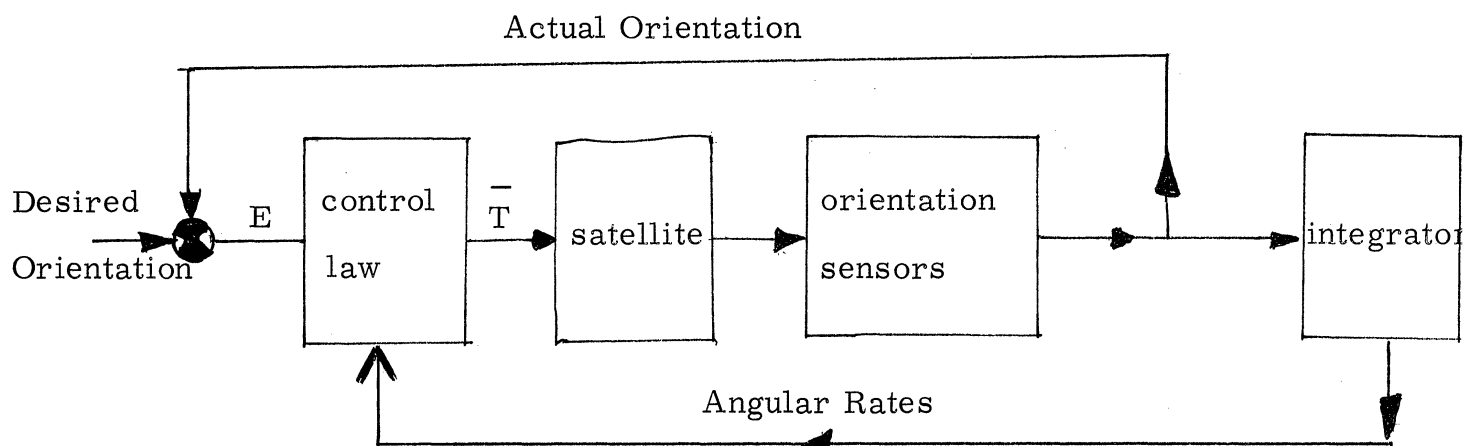 Actual Orientation
Desired
Orientation
E
control
law
T̅
satellite
orientation
sensors
integrator
Angular Rates